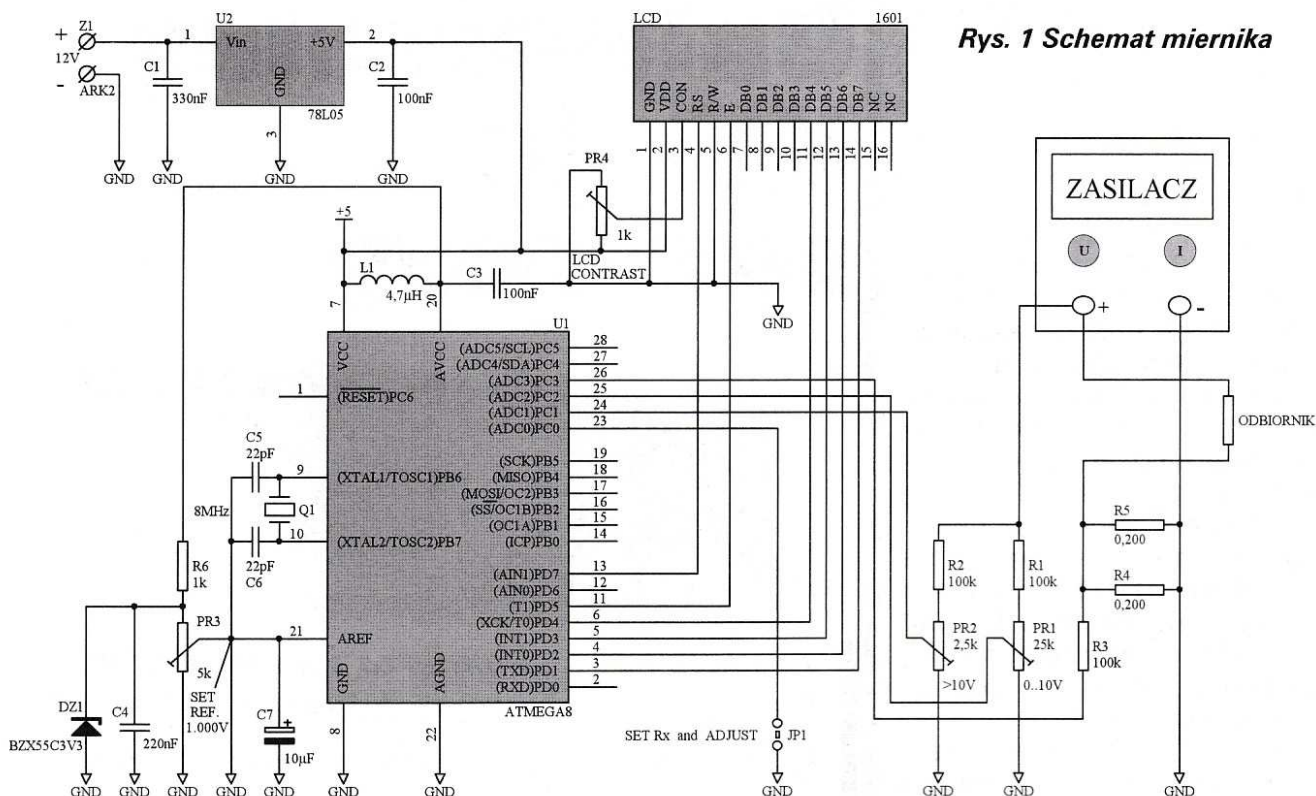 Rys. 1 Schemat miernika
Z1
+
12V
-
ARK2
C1
330nF
U2
1
Vin
+5V
2
GND
3
78L05
C2
100nF
GND
GND
GND
GND
LCD
1601
GND
VDD
CON
RS
R/W
E
DB0
DB1
DB2
DB3
DB4
DB5
DB6
DB7
NC
NC
1
2
3
4
5
6
7
8
9
10
11
12
13
14
15
16
PR4
1k
LCD
CONTRAST
+5
L1
4,7μH
7
20
C3
100nF
GND
ZASILACZ
U
I
+
-
ODBIORNIK
U1
VCC
AVCC
1
(RESET)PC6
(ADC5/SCL)PC5
28
(ADC4/SDA)PC4
27
(ADC3)PC3
26
(ADC2)PC2
25
(ADC1)PC1
24
(ADC0)PC0
23
(SCK)PB5
19
(MISO)PB4
18
(MOSI/OC2)PB3
17
(SS/OC1B)PB2
16
(OC1A)PB1
15
(ICP)PB0
14
(AIN1)PD7
13
(AIN0)PD6
12
(T1)PD5
11
(XCK/T0)PD4
6
(INT1)PD3
5
(INT0)PD2
4
(TXD)PD1
3
(RXD)PD0
2
C5
22pF
9
(XTAL1/TOSC1)PB6
8MHz
Q1
10
(XTAL2/TOSC2)PB7
22pF
C6
R6
1k
PR3
5k
21
AREF
SET
REF.
1.000V
GND
AGND
ATMEGA8
8
22
DZ1
BZX55C3V3
C4
220nF
C7
+
10μF
GND
GND
GND
GND
GND
GND
GND
SET Rx and ADJUST
JP1
GND
R5
0,200
R4
0,200
R2
100k
R1
100k
PR2
2,5k
>10V
PR1
25k
0..10V
R3
100k
GND
GND
GND